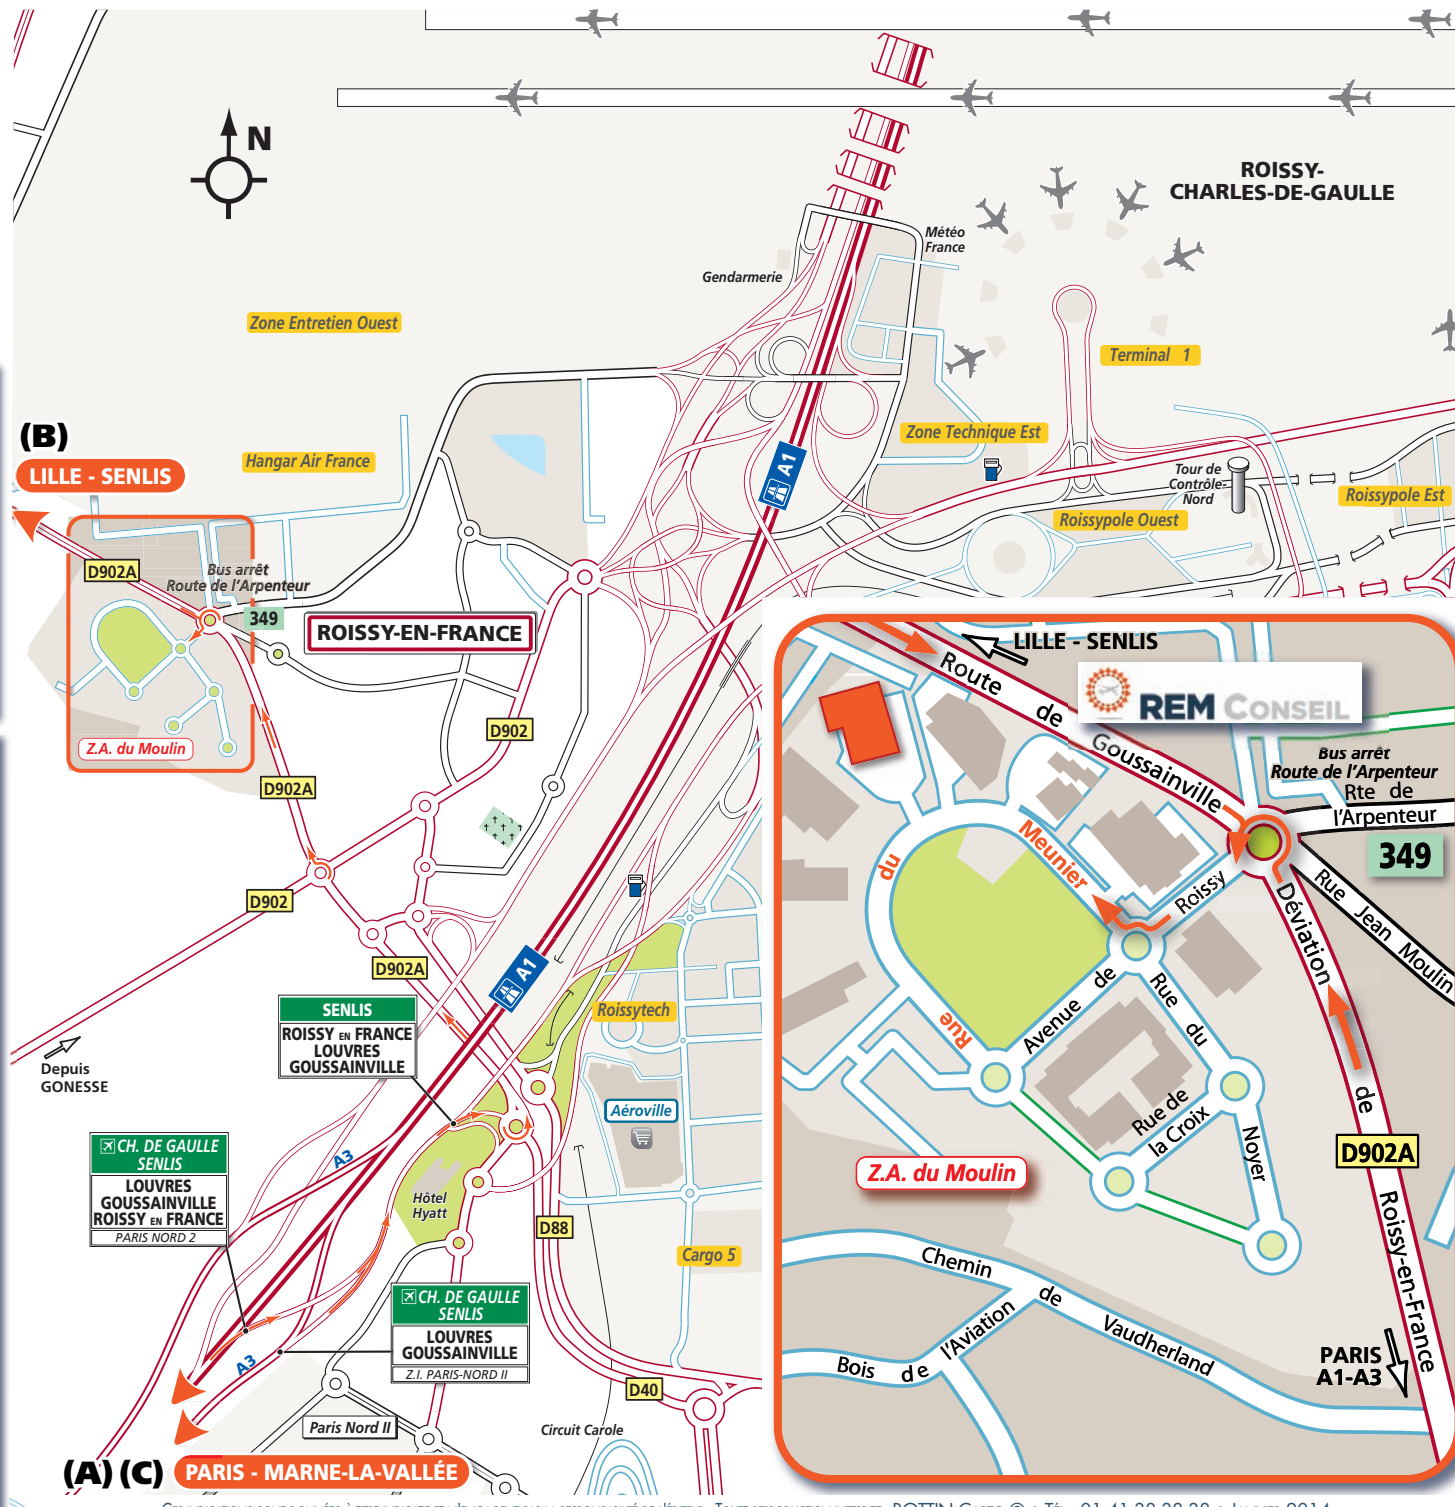 N
ROISSY-
CHARLES-DE-GAULLE
Météo
France
Gendarmerie
Zone Entretien Ouest
Terminal 1
(B)
LILLE - SENLIS
Hangar Air France
A1
Zone Technique Est
Tour de
Contrôle-
Nord
Roissypole Est
Roissypole Ouest
D902A
Bus arrêt
Route de l'Arpenteur
349
ROISSY-EN-FRANCE
Z.A. du Moulin
D902
D902A
D902
D902A
A1
SENLIS
ROISSY EN FRANCE
LOUVRES
GOUSSAINVILLE
Roissytech
Depuis
GONESSE
Aéroville
CH. DE GAULLE
SENLIS
LOUVRES
GOUSSAINVILLE
ROISSY EN FRANCE
PARIS NORD 2
A3
Hôtel
Hyatt
D88
Cargo 5
CH. DE GAULLE
SENLIS
LOUVRES
GOUSSAINVILLE
Z.I. PARIS-NORD II
A3
D40
Paris Nord II
Circuit Carole
(A) (C)
PARIS - MARNE-LA-VALLÉE
LILLE - SENLIS
REM CONSEIL
Route de Goussainville
Bus arrêt
Route de l'Arpenteur
Rte de
l'Arpenteur
349
Rue du Meunier
Roissy
Rue Jean Moulin
Déviation de Roissy-en-France
Avenue de
Rue du Noyer
Rue de
la Croix
D902A
Z.A. du Moulin
Chemin de Vaudherland
Bois de l'Aviation
PARIS
A1-A3